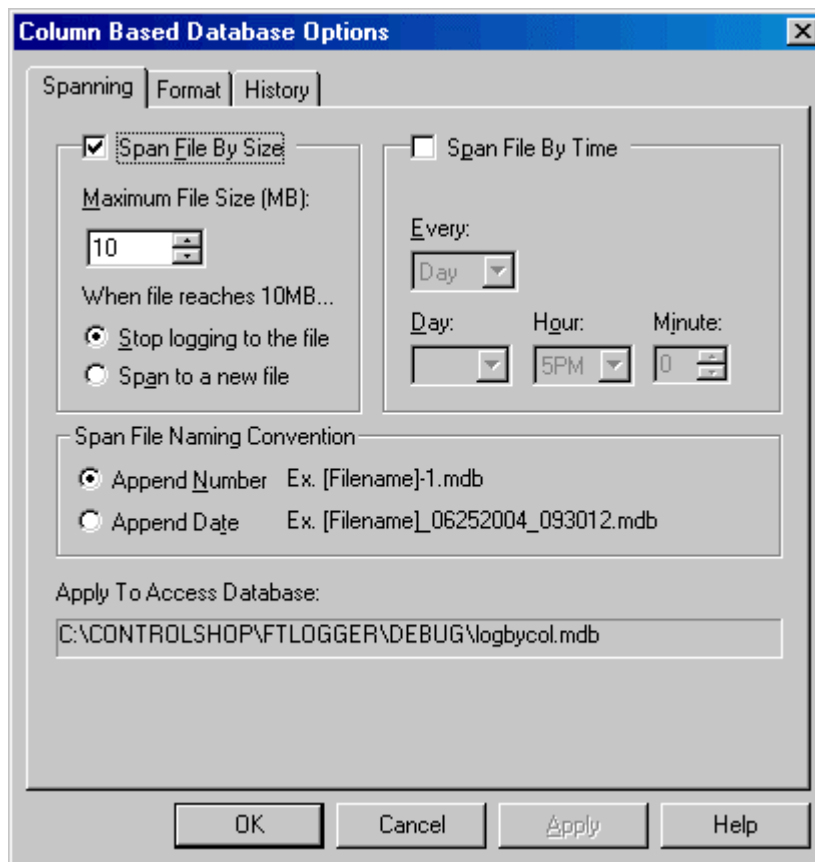 Column Based Database Options
Spanning Format History
Span File By Size
Maximum File Size (MB):
10
When file reaches 10MB...
Stop logging to the file
Span to a new file
Span File By Time
Every:
Day
Day: Hour: Minute:
5PM 0
Span File Naming Convention
Append Number Ex. [Filename]-1.mdb
Append Date Ex. [Filename]_06252004_093012.mdb
Apply To Access Database:
C:\CONTROLSHOP\FTLOGGER\DEBUG\logbycol.mdb
OK Cancel Apply Help